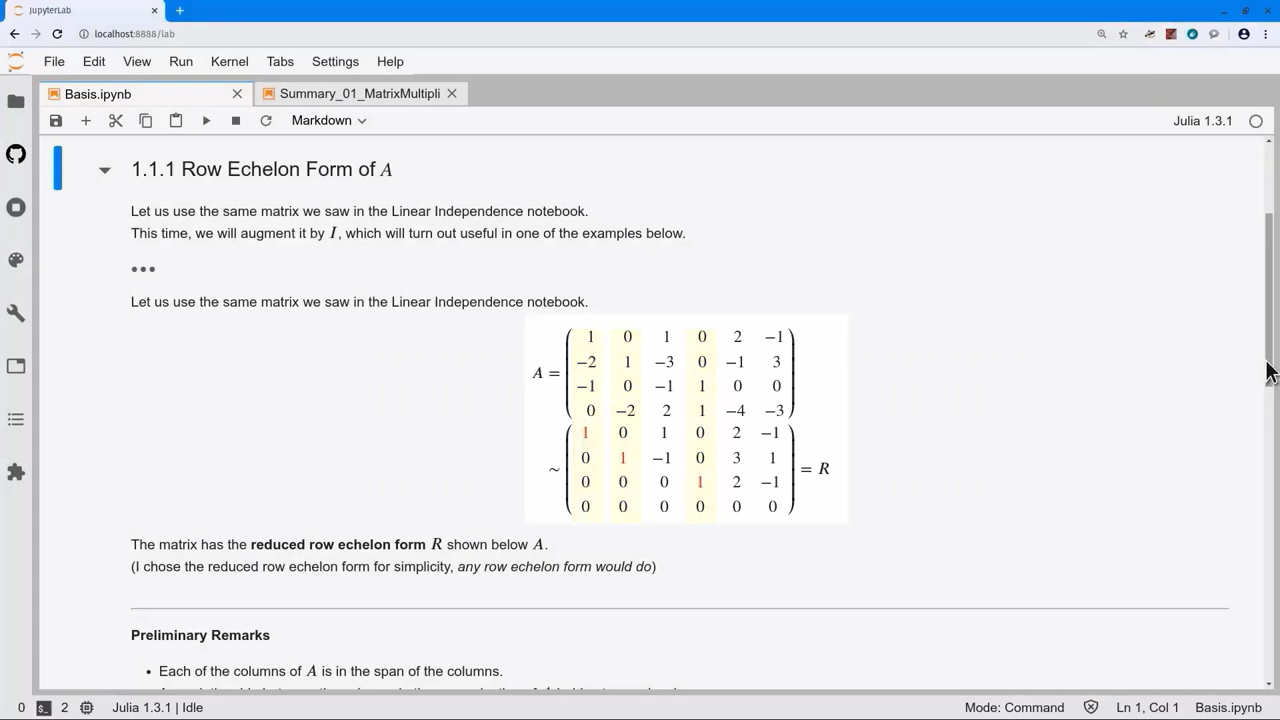 JupyterLab
localhost:8888/lab
File Edit View Run Kernel Tabs Settings Help
Basis.ipynb
Summary_01_MatrixMultipli
Markdown
Julia 1.3.1
1.1.1 Row Echelon Form of A
Let us use the same matrix we saw in the Linear Independence notebook.
This time, we will augment it by I, which will turn out useful in one of the examples below.
Let us use the same matrix we saw in the Linear Independence notebook.
1 0 1 0 2 −1
−2 1 −3 0 −1 3
A =
−1 0 −1 1 0 0
0 −2 2 1 −4 −3
1 0 1 0 2 −1
0 1 −1 0 3 1
∼ = R
0 0 0 1 2 −1
0 0 0 0 0 0
The matrix has the reduced row echelon form R shown below A.
(I chose the reduced row echelon form for simplicity, any row echelon form would do)
Preliminary Remarks
• Each of the columns of A is in the span of the columns.
0 2 Julia 1.3.1 | Idle
Mode: Command Ln 1, Col 1 Basis.ipynb